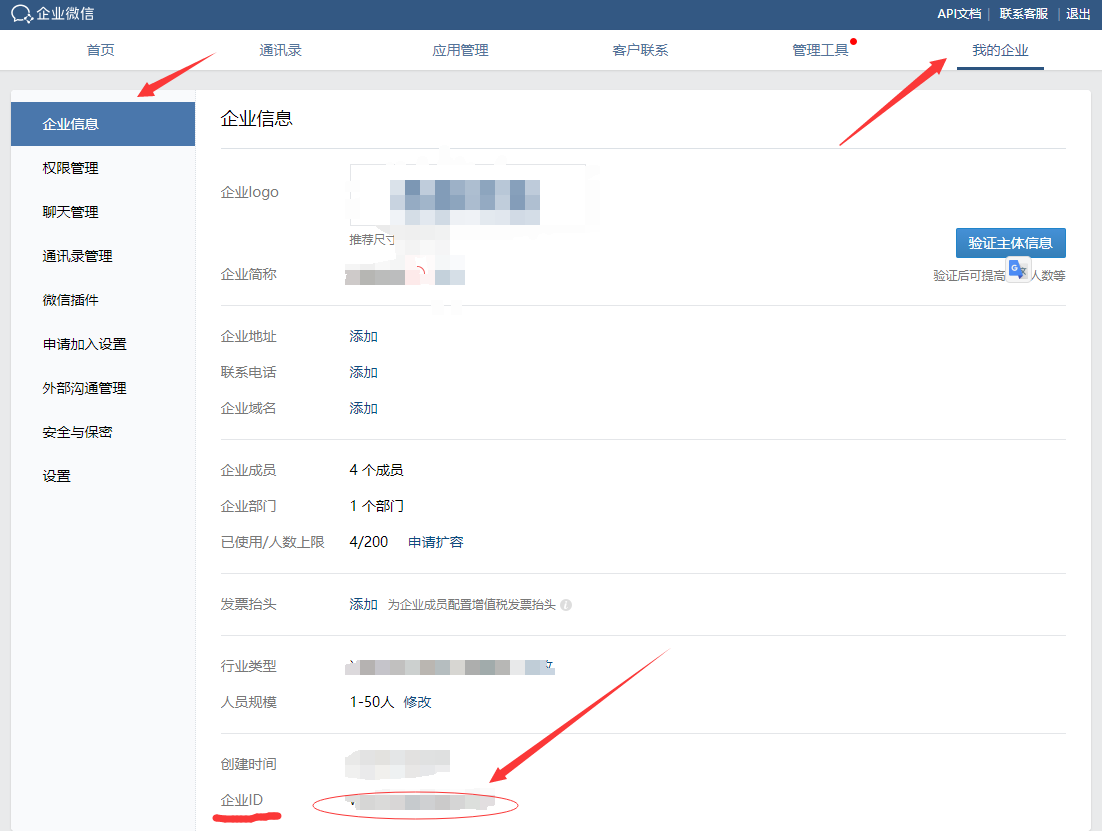 企业微信
API文档 | 联系客服 | 退出
首页 通讯录 应用管理 客户联系 管理工具 我的企业
企业信息
权限管理
聊天管理
通讯录管理
微信插件
申请加入设置
外部沟通管理
安全与保密
设置
企业信息
企业logo
推荐尺寸
验证主体信息
验证后可提高 人数等
企业简称
企业地址 添加
联系电话 添加
企业域名 添加
企业成员 4 个成员
企业部门 1 个部门
已使用/人数上限 4/200 申请扩容
发票抬头 添加 为企业成员配置增值税发票抬头
行业类型
人员规模 1-50人 修改
创建时间
企业ID